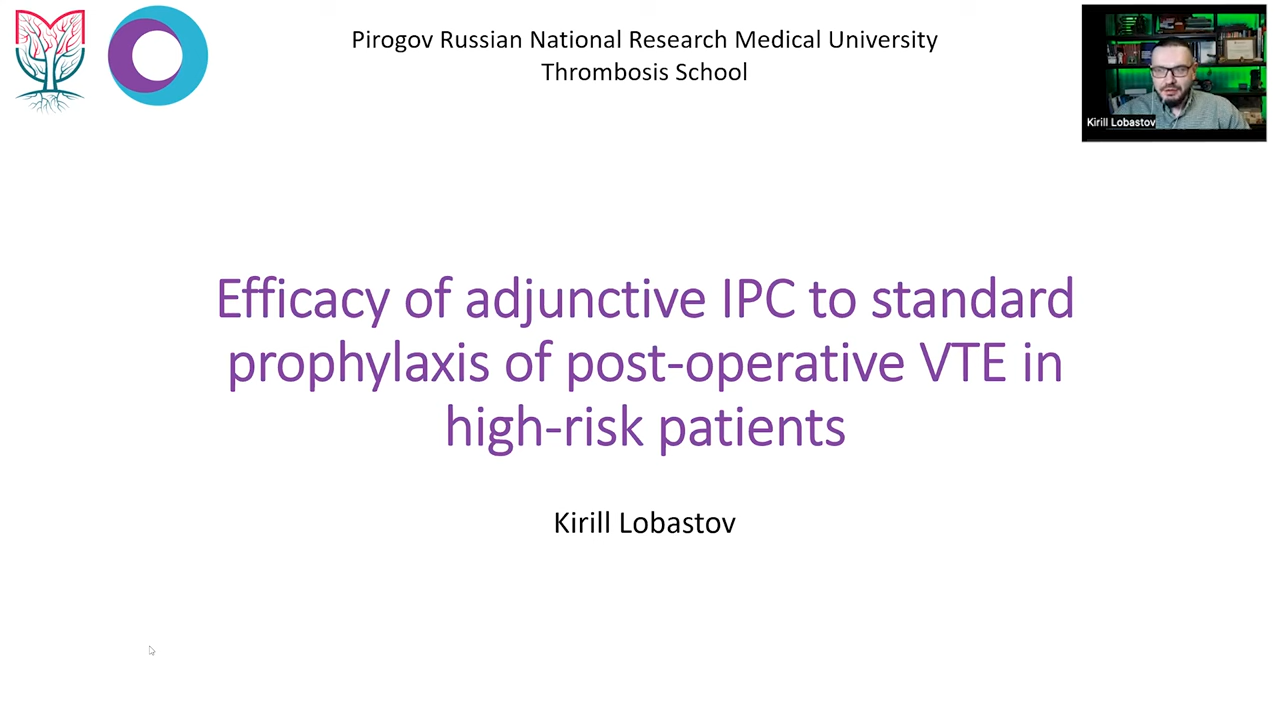 Pirogov Russian National Research Medical University
Thrombosis School
Kirill Lobastov
Efficacy of adjunctive IPC to standard
prophylaxis of post-operative VTE in
high-risk patients
Kirill Lobastov